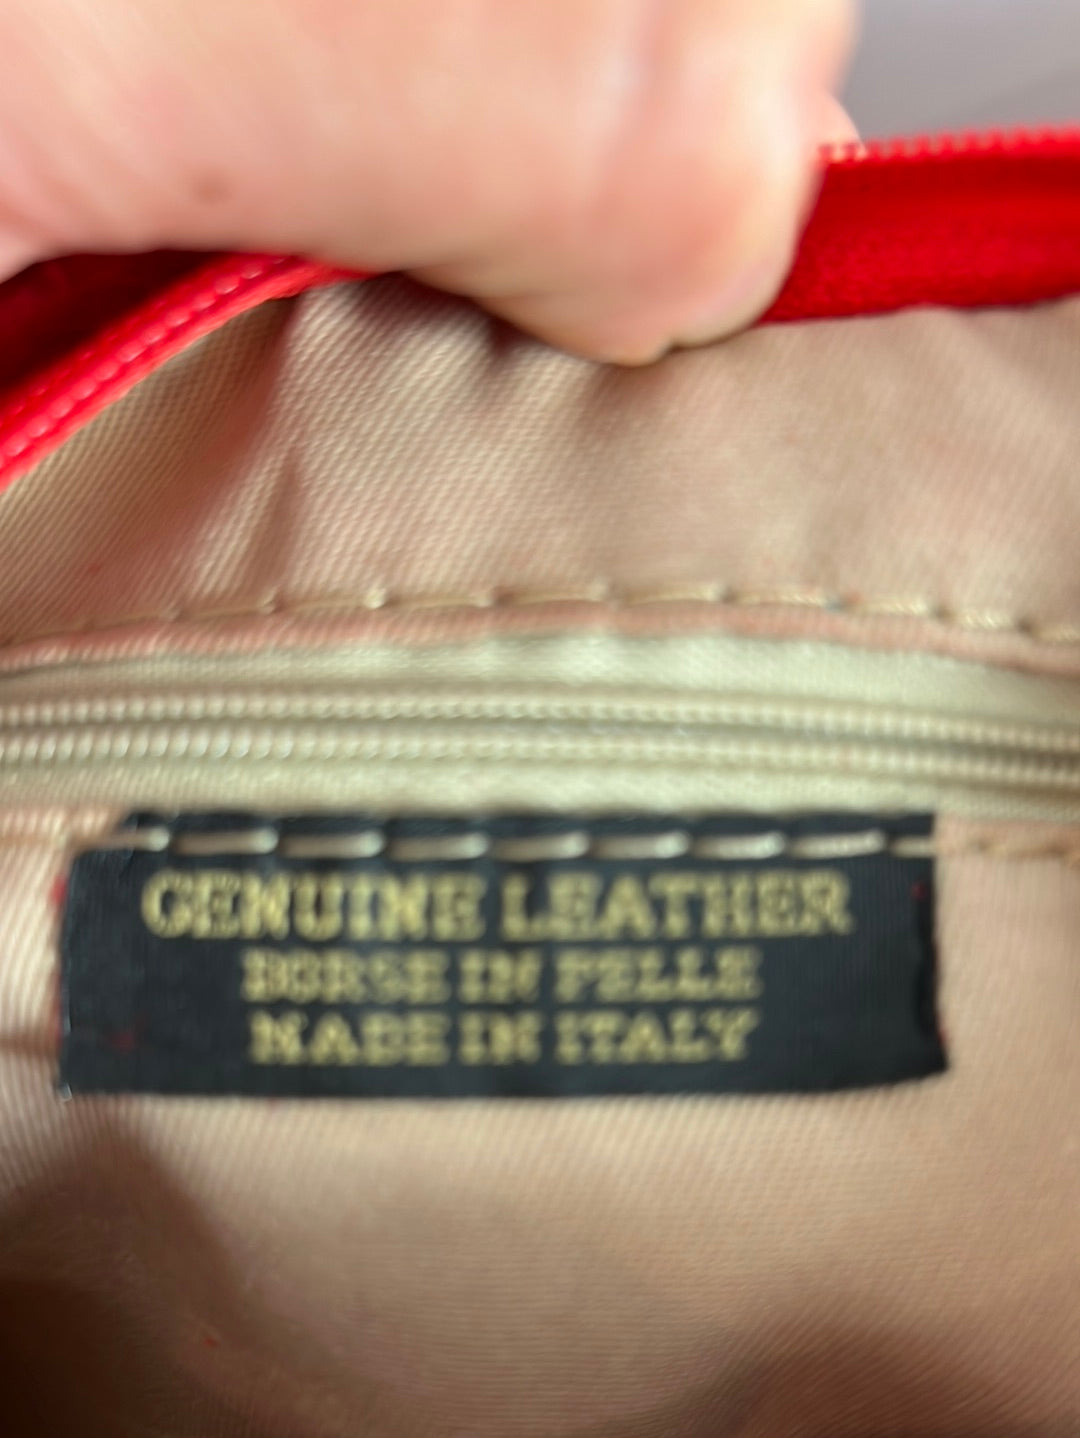 GENUINE LEATHER
BORSE IN PELLE
MADE IN ITALY